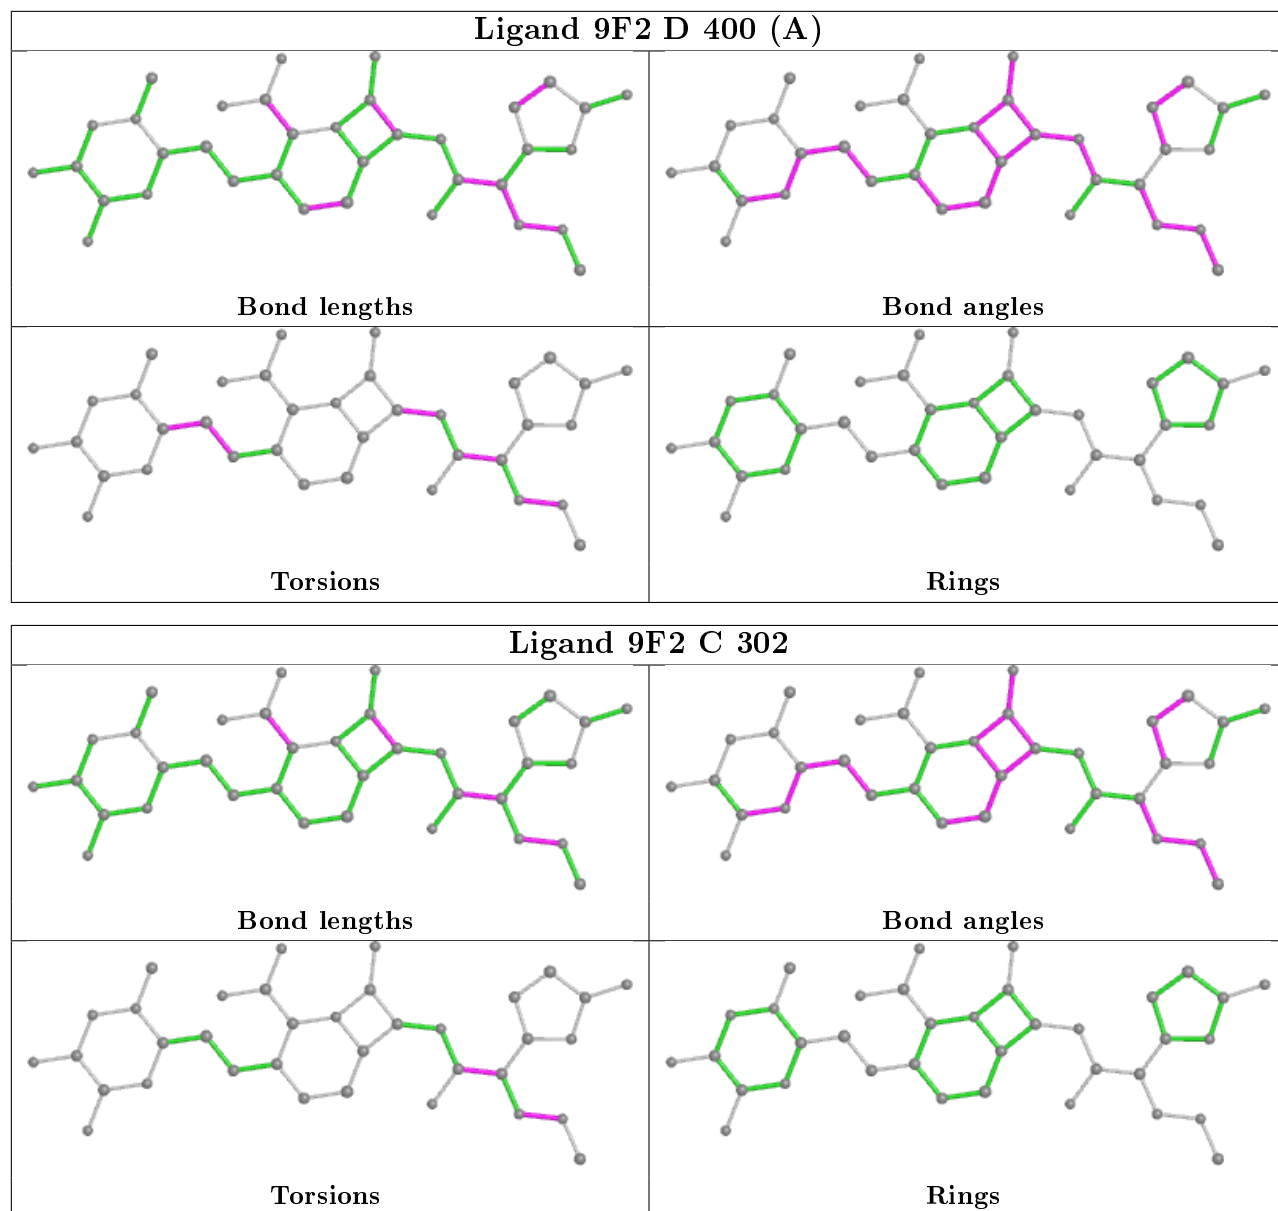 Ligand 9F2 D 400 (A)
Bond lengths
Bond angles
Torsions
Rings
Ligand 9F2 C 302
Bond lengths
Bond angles
Torsions
Rings